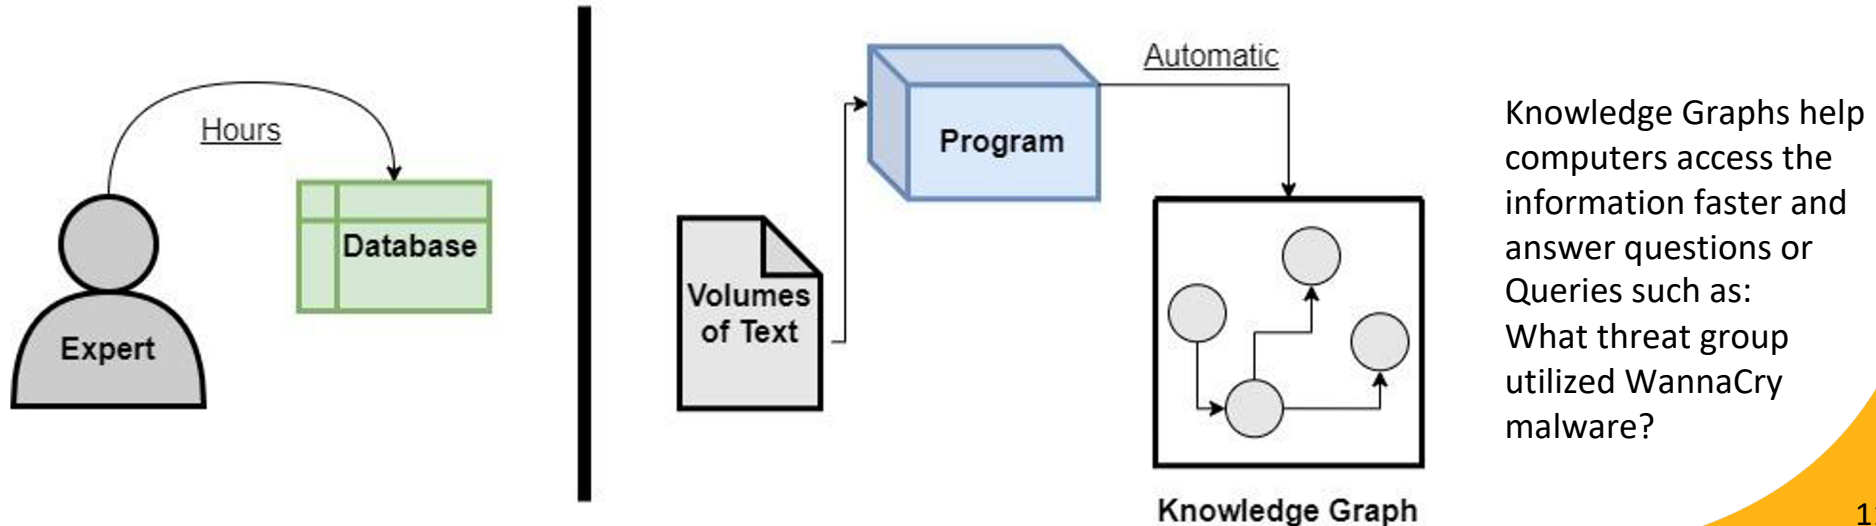 Hours
Database
Expert
Automatic
Program
Volumes
of Text
Knowledge Graph
Knowledge Graphs help
computers access the
information faster and
answer questions or
Queries such as:
What threat group
utilized WannaCry
malware?
1